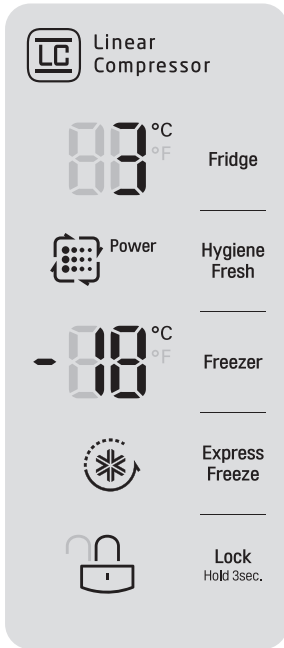 LC Linear
Compressor
3 °C
°F
Fridge
Power
Hygiene
Fresh
-18 °C
°F
Freezer
Express
Freeze
Lock
Hold 3sec.